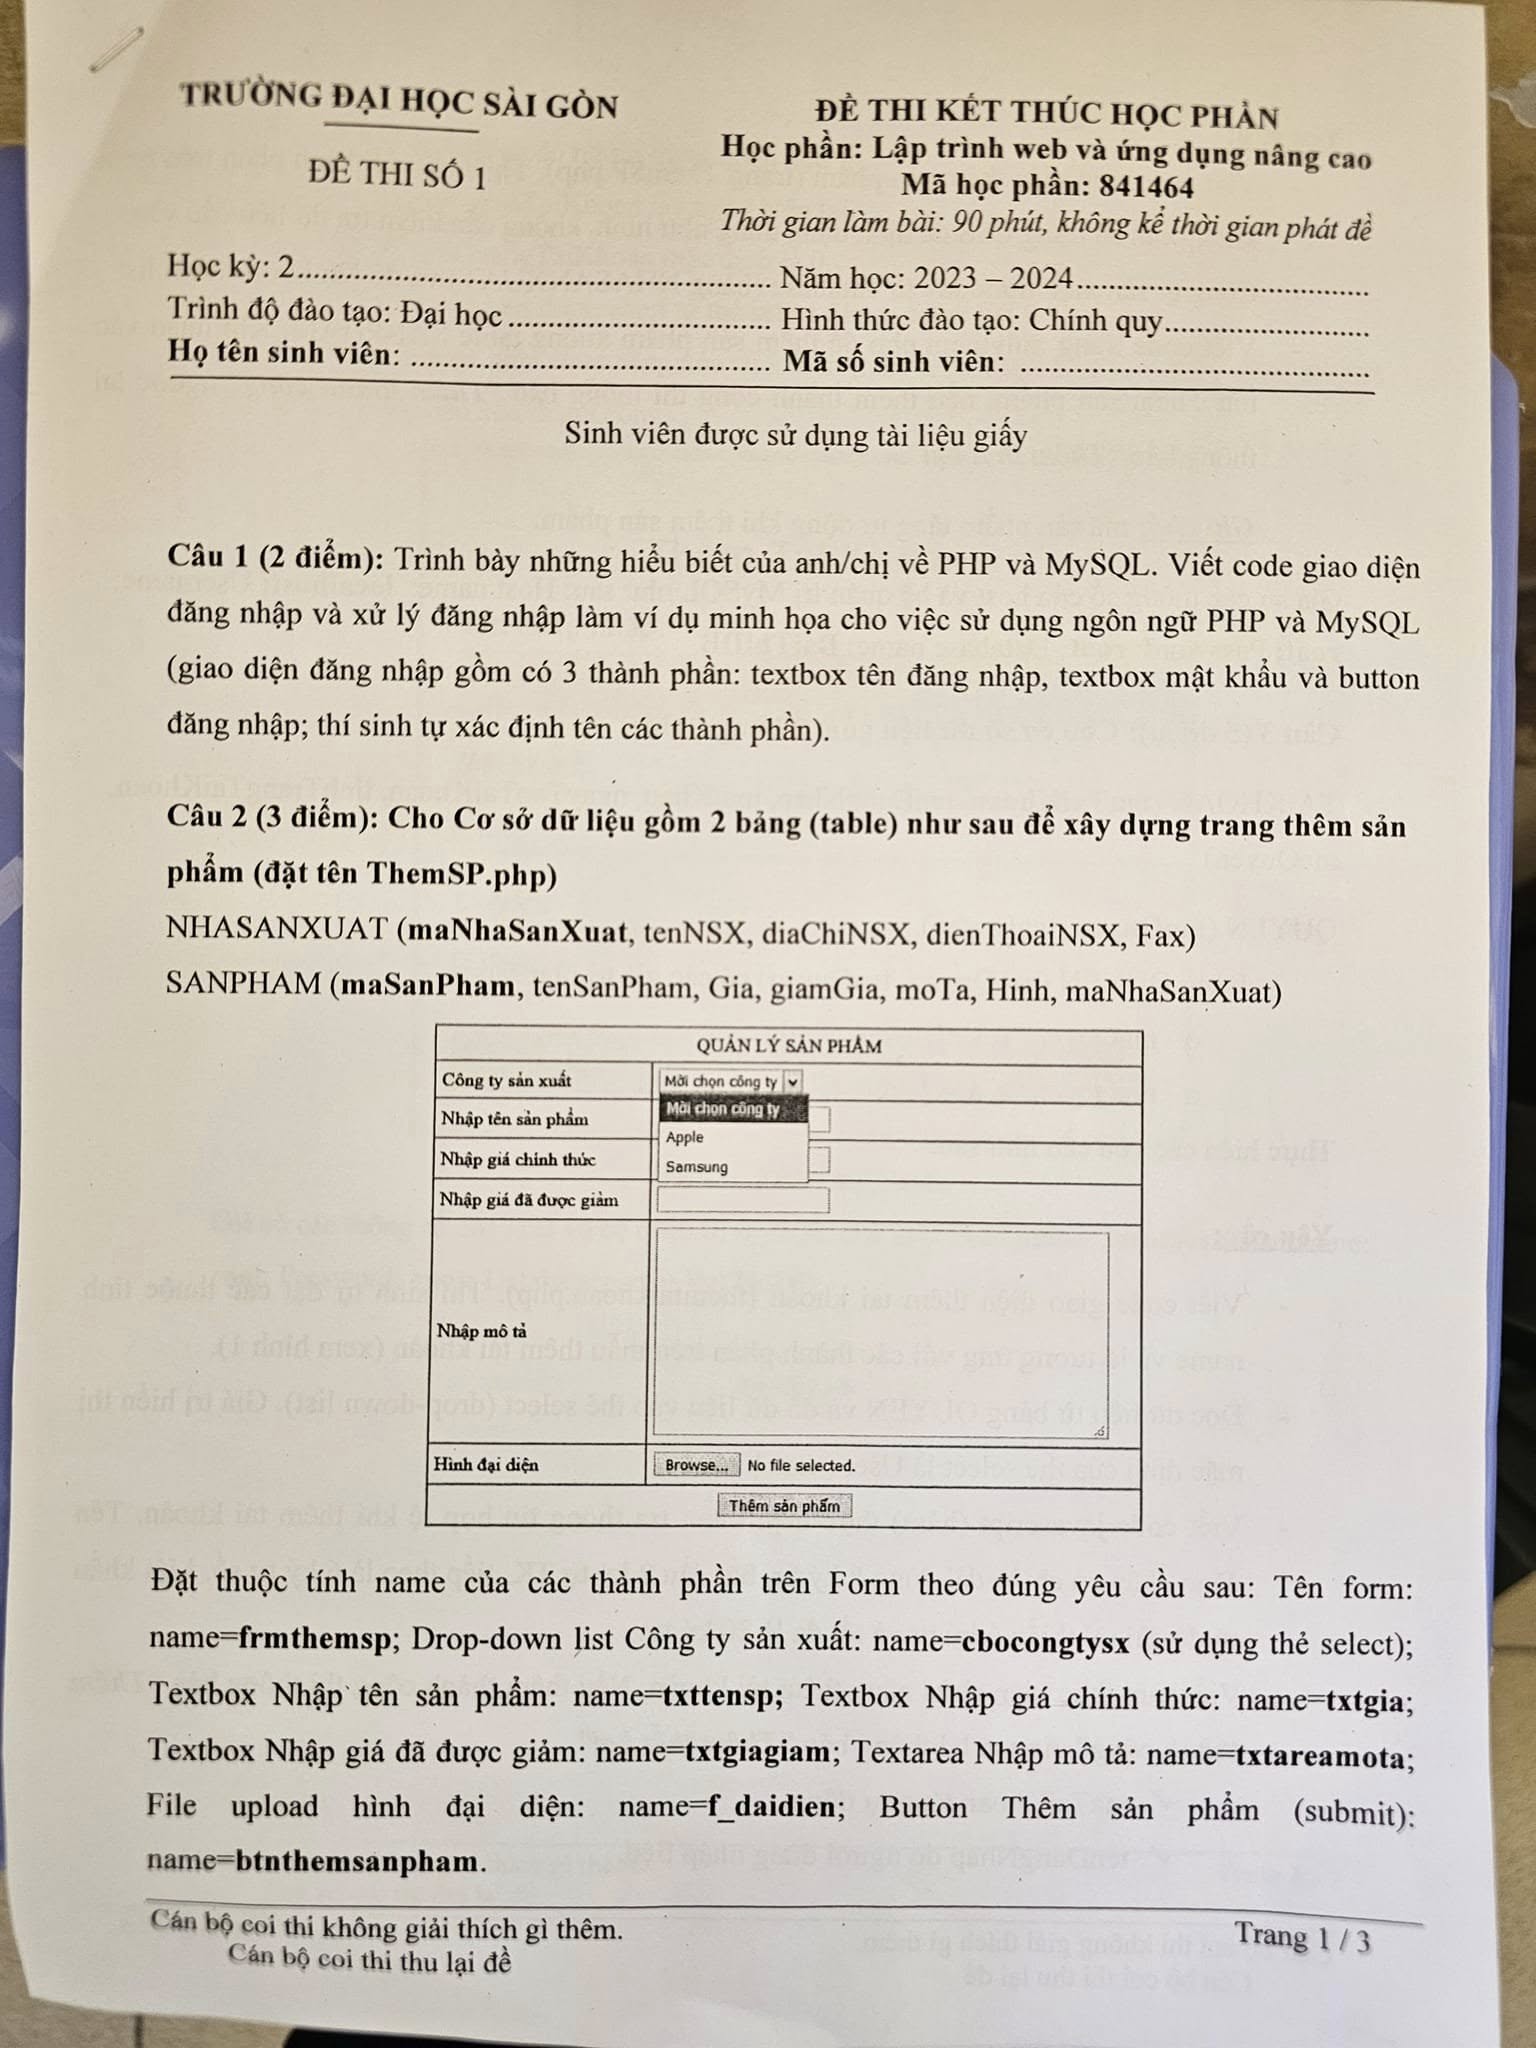 TRƯỜNG ĐẠI HỌC SÀI GÒN
ĐỀ THI SỐ 1
ĐỀ THI KẾT THÚC HỌC PHẦN
Học phần: Lập trình web và ứng dụng nâng cao
Mã học phần: 841464
Thời gian làm bài: 90 phút, không kể thời gian phát đề
Học kỳ: 2.......................................................... Năm học: 2023 – 2024....................................
Trình độ đào tạo: Đại học ................................ Hình thức đào tạo: Chính quy.........................
Họ tên sinh viên: ............................................ Mã số sinh viên: ...........................................
Sinh viên được sử dụng tài liệu giấy
Câu 1 (2 điểm): Trình bày những hiểu biết của anh/chị về PHP và MySQL. Viết code giao diện
đăng nhập và xử lý đăng nhập làm ví dụ minh họa cho việc sử dụng ngôn ngữ PHP và MySQL
(giao diện đăng nhập gồm có 3 thành phần: textbox tên đăng nhập, textbox mật khẩu và button
đăng nhập; thí sinh tự xác định tên các thành phần).
Câu 2 (3 điểm): Cho Cơ sở dữ liệu gồm 2 bảng (table) như sau để xây dựng trang thêm sản
phẩm (đặt tên ThemSP.php)
NHASANXUAT (maNhaSanXuat, tenNSX, diaChiNSX, dienThoaiNSX, Fax)
SANPHAM (maSanPham, tenSanPham, Gia, giamGia, moTa, Hinh, maNhaSanXuat)
QUẢN LÝ SẢN PHẨM
Công ty sản xuất Mời chọn công ty
Mời chọn công ty
Nhập tên sản phẩm
Apple
Nhập giá chính thức
Samsung
Nhập giá đã được giảm
Nhập mô tả
Hình đại diện Browse... No file selected.
Thêm sản phẩm
Đặt thuộc tính name của các thành phần trên Form theo đúng yêu cầu sau: Tên form:
name=frmthemsp; Drop-down list Công ty sản xuất: name=cbocongtysx (sử dụng thẻ select);
Textbox Nhập tên sản phẩm: name=txttensp; Textbox Nhập giá chính thức: name=txtgia;
Textbox Nhập giá đã được giảm: name=txtgiagiam; Textarea Nhập mô tả: name=txtareamota;
File upload hình đại diện: name=f_daidien; Button Thêm sản phẩm (submit):
name=btnthemsanpham.
Cán bộ coi thi không giải thích gì thêm.
Cán bộ coi thi thu lại đề
Trang 1 / 3